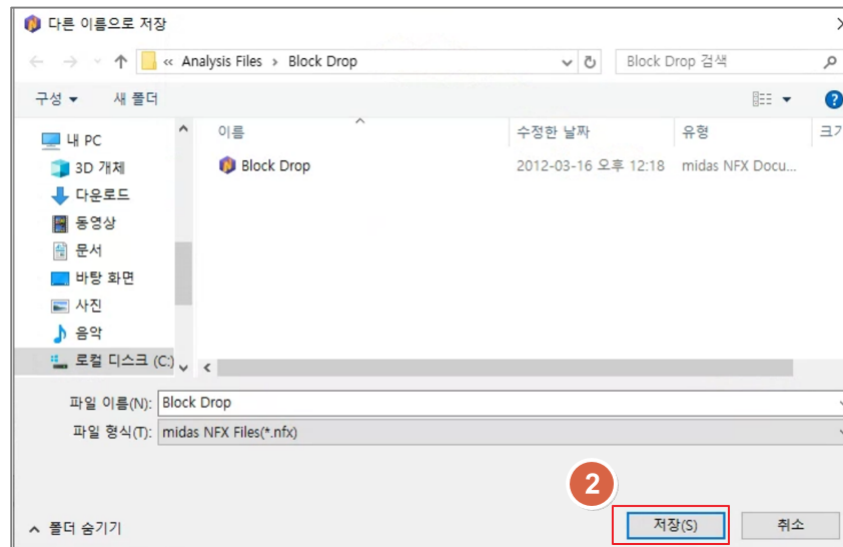 다른 이름으로 저장
« Analysis Files › Block Drop
Block Drop 검색
구성 새 폴더
이름 수정한 날짜 유형 크기
내 PC
3D 개체
다운로드
동영상
문서
바탕 화면
사진
음악
로컬 디스크 (C:)
Block Drop 2012-03-16 오후 12:18 midas NFX Docu...
파일 이름(N): Block Drop
파일 형식(T): midas NFX Files(*.nfx)
2
폴더 숨기기 저장(S) 취소